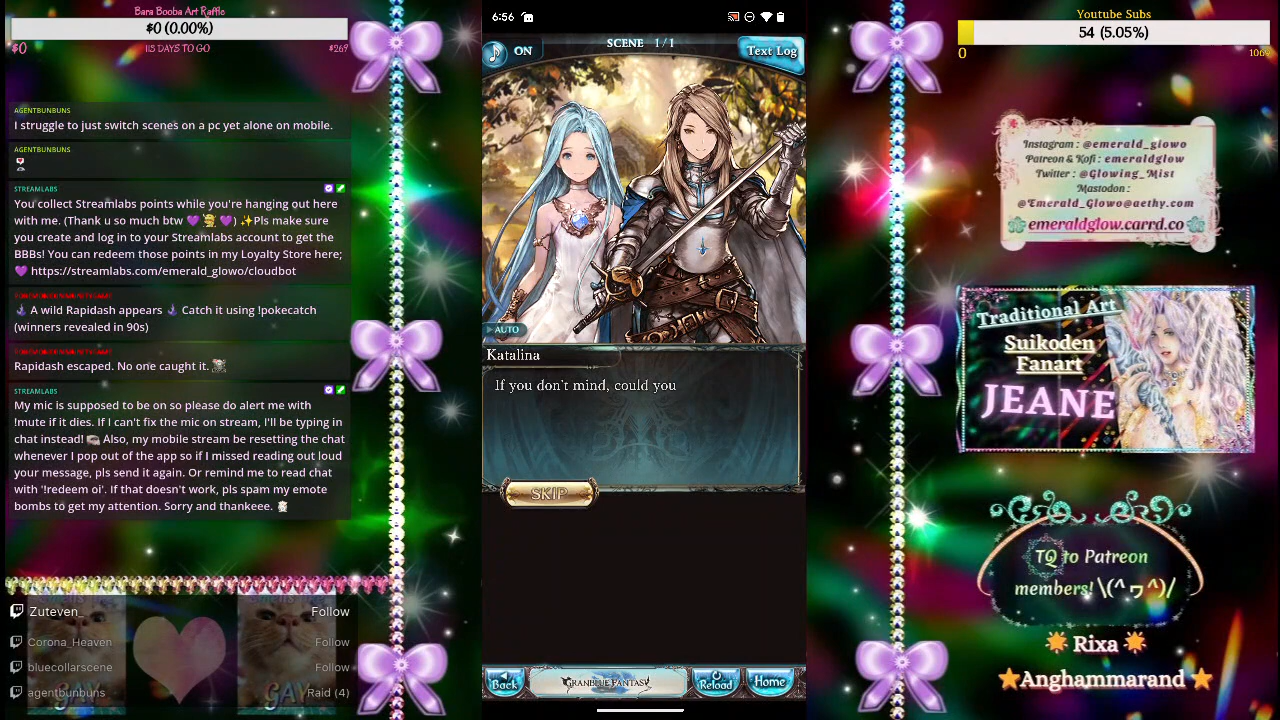 Bara Booba Art Raffle
$0 (0.00%)
$0
113 DAYS TO GO
$269
AGENTBUNBUNS
I struggle to just switch scenes on a pc yet alone on mobile.
AGENTBUNBUNS
STREAMLABS
You collect Streamlabs points while you're hanging out here
with me. (Thank u so much btw 💜 💜) ✨Pls make sure
you create and log in to your Streamlabs account to get the
BBBs! You can redeem those points in my Loyalty Store here;
💜 https://streamlabs.com/emerald_glowo/cloudbot
POKEMONCOMMUNITYGAME
A wild Rapidash appears Catch it using !pokecatch
(winners revealed in 90s)
POKEMONCOMMUNITYGAME
Rapidash escaped. No one caught it.
STREAMLABS
My mic is supposed to be on so please do alert me with
!mute if it dies. If I can't fix the mic on stream, I'll be typing in
chat instead! Also, my mobile stream be resetting the chat
whenever I pop out of the app so if I missed reading out loud
your message, pls send it again. Or remind me to read chat
with '!redeem oi'. If that doesn't work, pls spam my emote
bombs to get my attention. Sorry and thankeee.
Zuteven_ Follow
Corona_Heaven Follow
bluecollarscene Follow
agentbunbuns Raid (4)
GAY
GAY
6:56
ON
SCENE 1/1
Text Log
AUTO
Katalina
If you don't mind, could you
SKIP
Back
GRANBLUE FANTASY
Reload
Home
Youtube Subs
54 (5.05%)
0
1069
Instagram : @emerald_glowo
Patreon & Kofi : emeraldglow
Twitter : @Glowing_Mist
Mastodon :
@Emerald_Glowo@aethy.com
emeraldglow.carrd.co
Traditional Art
Suikoden
Fanart
JEANE
TQ to Patreon
members! \(^ ヮ^)/
Rixa
Anghammarand